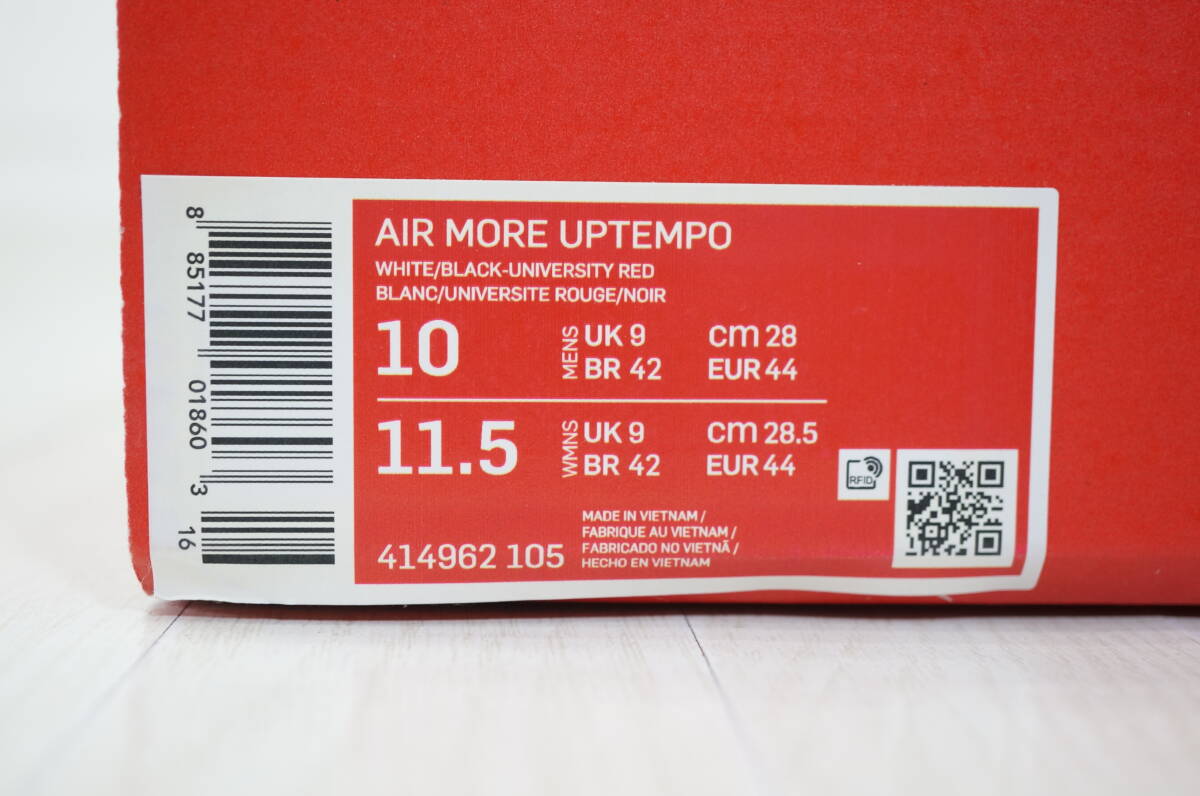 AIR MORE UPTEMPO
WHITE/BLACK-UNIVERSITY RED
BLANC/UNIVERSITE ROUGE/NOIR
10 MENS UK 9 cm 28
BR 42 EUR 44
11.5 WMNS UK 9 cm 28.5
BR 42 EUR 44
RFID
MADE IN VIETNAM /
FABRIQUE AU VIETNAM /
FABRICADO NO VIETNÃ /
HECHO EN VIETNAM
414962 105
8 85177 01860 3 16